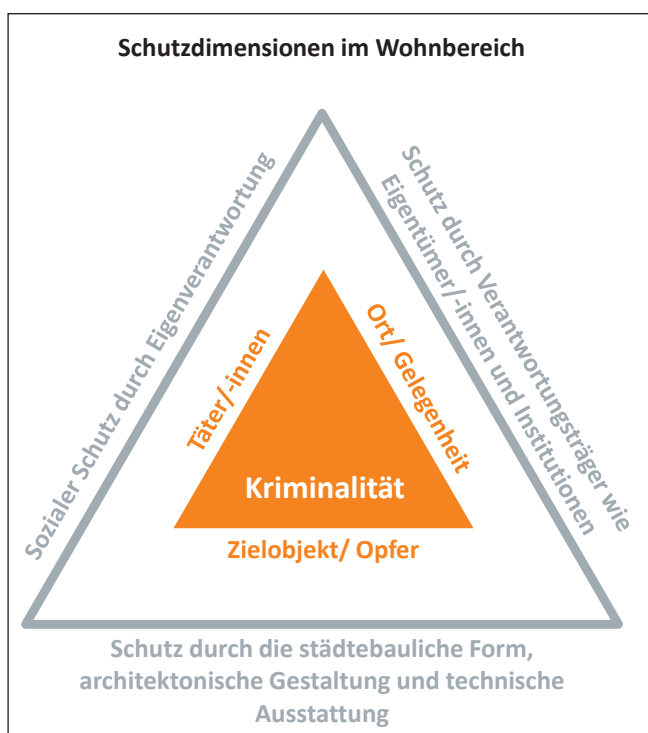 Schutzdimensionen im Wohnbereich
Sozialer Schutz durch Eigenverantwortung
Schutz durch Verantwortungsträger wie
Eigentümer/-innen und Institutionen
Täter/-innen
Ort/ Gelegenheit
Kriminalität
Zielobjekt/ Opfer
Schutz durch die städtebauliche Form,
architektonische Gestaltung und technische
Ausstattung